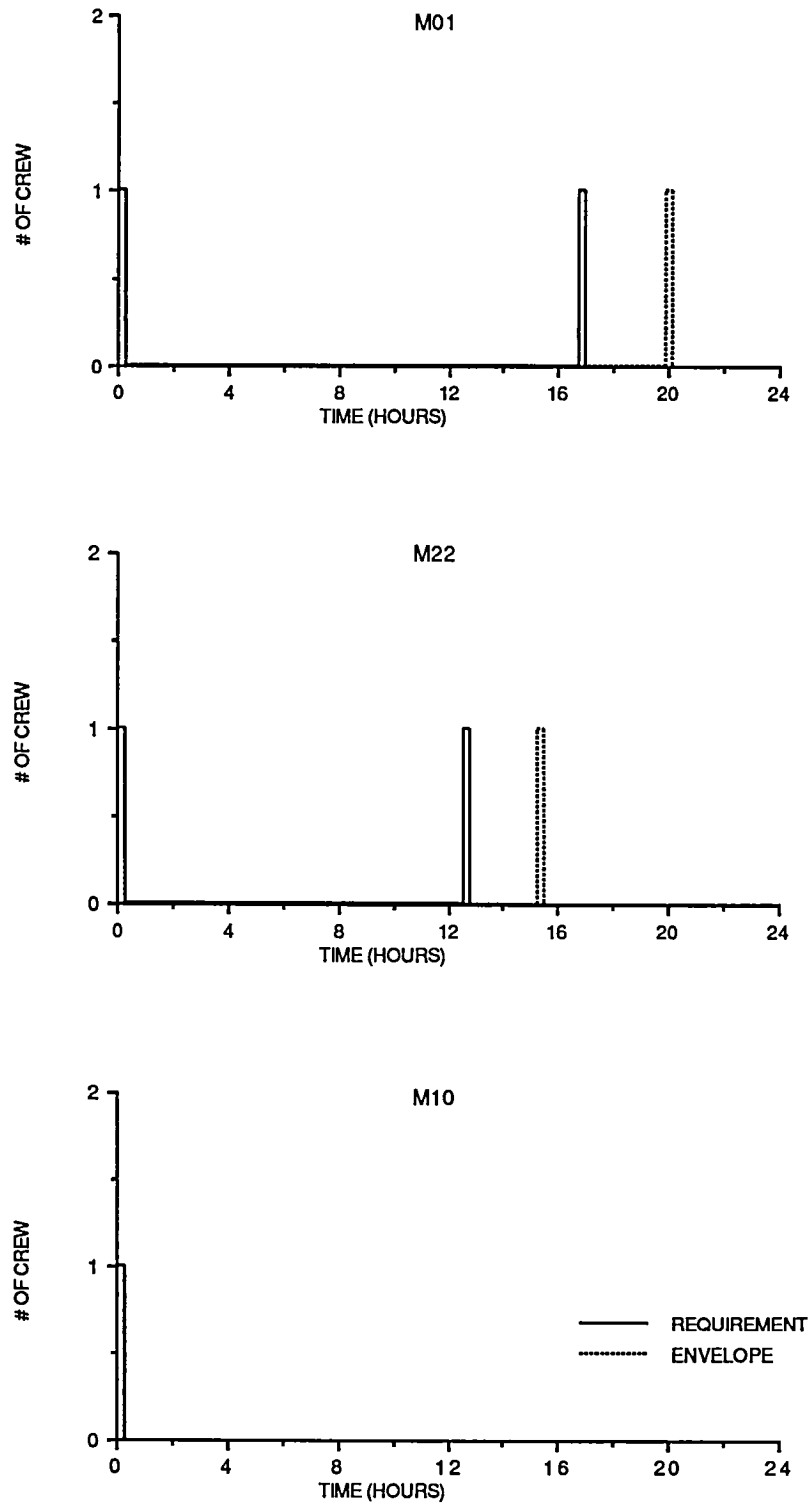 M01
# OF CREW
2
1
0
0 4 8 12 16 20 24
TIME (HOURS)
M22
# OF CREW
2
1
0
0 4 8 12 16 20 24
TIME (HOURS)
M10
# OF CREW
2
1
0
REQUIREMENT
ENVELOPE
0 4 8 12 16 20 24
TIME (HOURS)